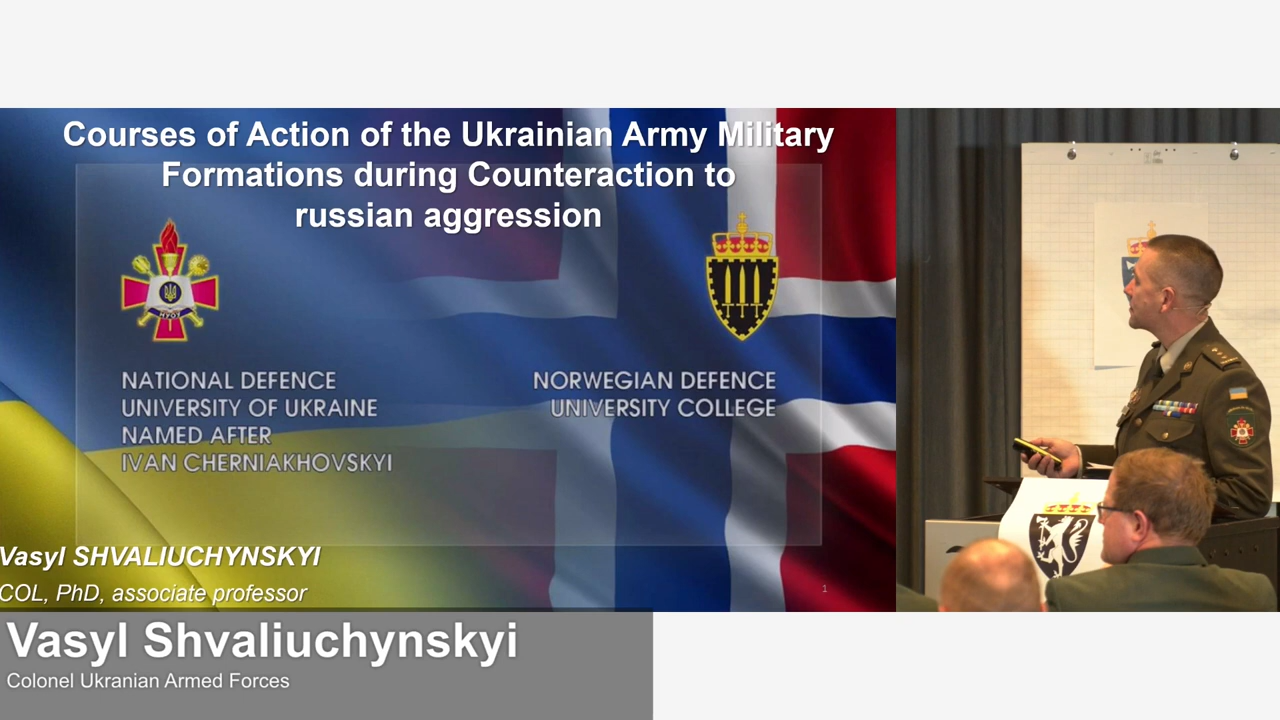 Courses of Action of the Ukrainian Army Military
Formations during Counteraction to
russian aggression
NATIONAL DEFENCE
UNIVERSITY OF UKRAINE
NAMED AFTER
IVAN CHERNIAKHOVSKYI
NORWEGIAN DEFENCE
UNIVERSITY COLLEGE
Vasyl SHVALIUCHYNSKYI
COL, PhD, associate professor
1
Vasyl Shvaliuchynskyi
Colonel Ukranian Armed Forces